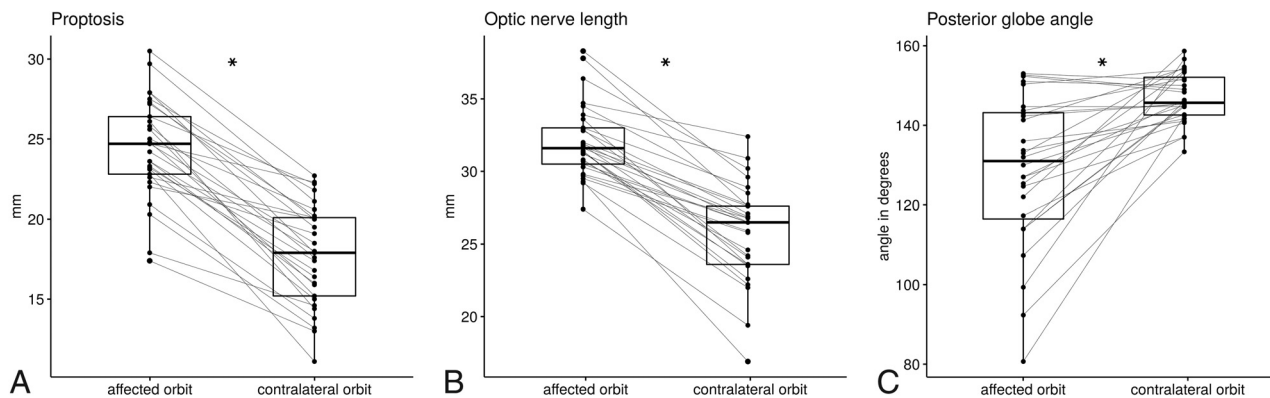 Proptosis
*
30
25
20
15
mm
affected orbit
contralateral orbit
A
Optic nerve length
*
35
30
25
20
mm
affected orbit
contralateral orbit
B
Posterior globe angle
*
160
140
120
100
80
angle in degrees
affected orbit
contralateral orbit
C